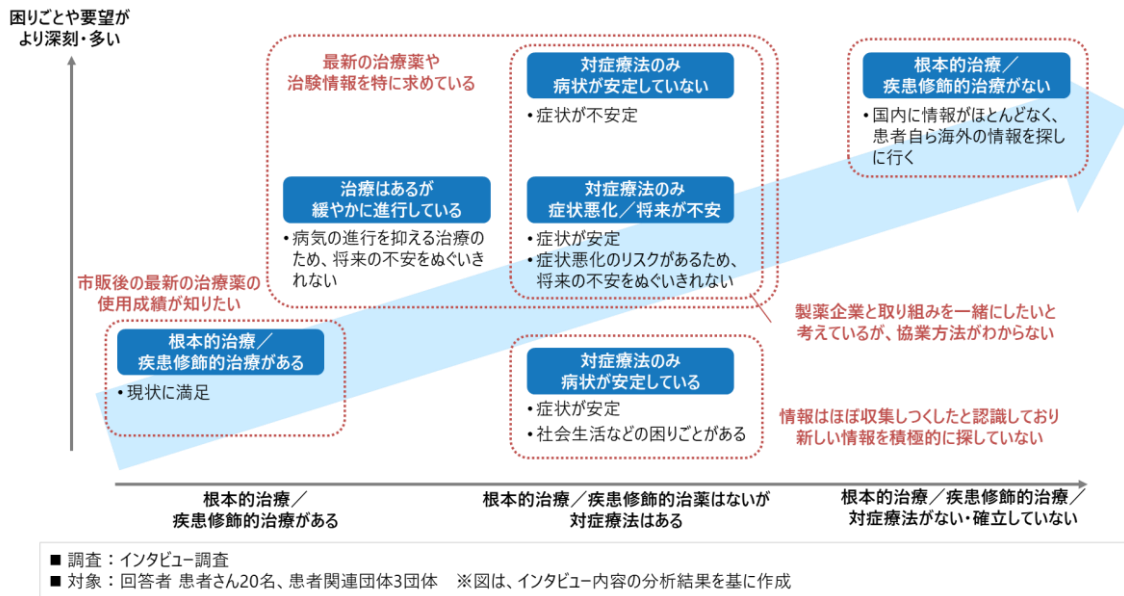 困りごとや要望が
より深刻・多い
最新の治療薬や
治験情報を特に求めている
対症療法のみ
病状が安定していない
• 症状が不安定
根本的治療／
疾患修飾的治療がない
• 国内に情報がほとんどなく、
患者自ら海外の情報を探し
に行く
治療はあるが
緩やかに進行している
• 病気の進行を抑える治療の
ため、将来の不安をぬぐいき
れない
対症療法のみ
症状悪化／将来が不安
• 症状が安定
• 症状悪化のリスクがあるため、
将来の不安をぬぐいきれない
市販後の最新の治療薬の
使用成績が知りたい
製薬企業と取り組みを一緒にしたいと
考えているが、協業方法がわからない
根本的治療／
疾患修飾的治療がある
• 現状に満足
対症療法のみ
病状が安定している
• 症状が安定
• 社会生活などの困りごとがある
情報はほぼ収集しつくしたと認識しており
新しい情報を積極的に探していない
根本的治療／
疾患修飾的治療がある
根本的治療／疾患修飾的治薬はないが
対症療法はある
根本的治療／疾患修飾的治療／
対症療法がない・確立していない
■ 調査：インタビュー調査
■ 対象：回答者 患者さん20名、患者関連団体3団体 ※図は、インタビュー内容の分析結果を基に作成